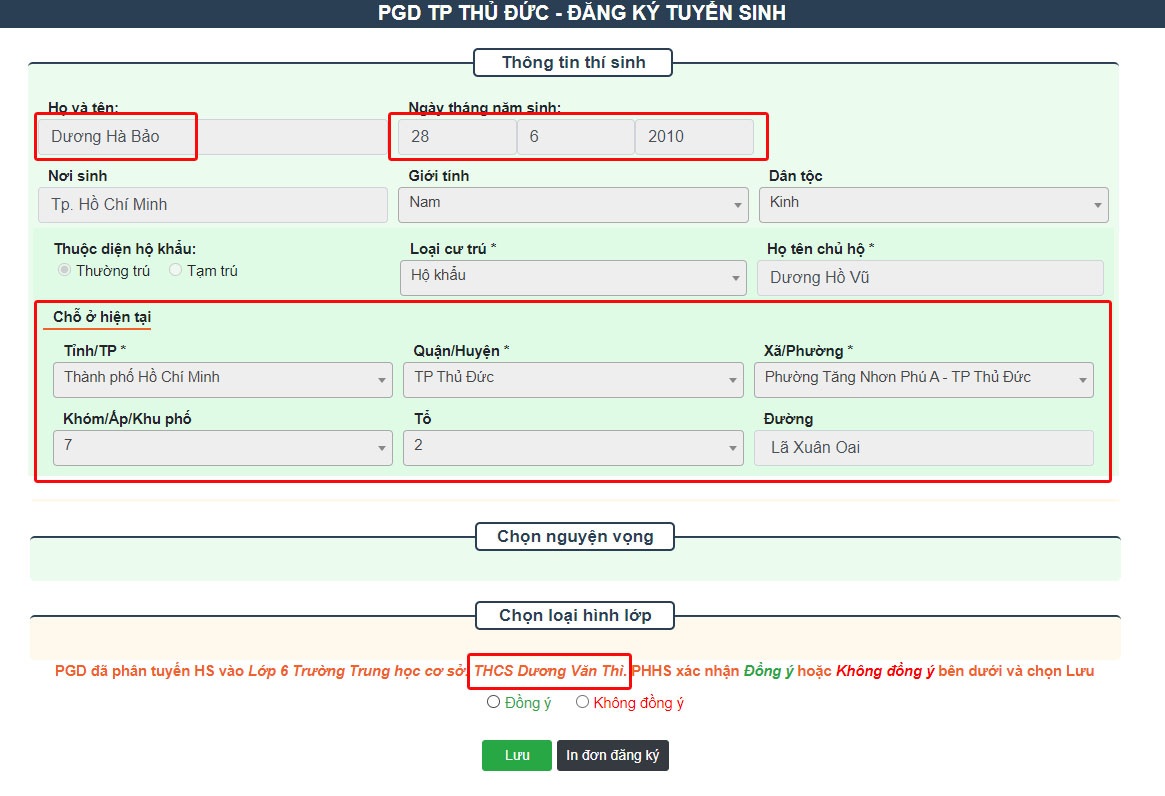 PGD TP THỦ ĐỨC - ĐĂNG KÝ TUYỂN SINH
Thông tin thí sinh
Họ và tên: Ngày tháng năm sinh:
Dương Hà Bảo 28 6 2010
Nơi sinh Giới tính Dân tộc
Tp. Hồ Chí Minh Nam Kinh
Thuộc diện hộ khẩu: Loại cư trú * Họ tên chủ hộ *
Thường trú Tạm trú Hộ khẩu Dương Hồ Vũ
Chỗ ở hiện tại
Tỉnh/TP * Quận/Huyện * Xã/Phường *
Thành phố Hồ Chí Minh TP Thủ Đức Phường Tăng Nhơn Phú A - TP Thủ Đức
Khóm/Ấp/Khu phố Tổ Đường
7 2 Lã Xuân Oai
Chọn nguyện vọng
Chọn loại hình lớp
PGD đã phân tuyến HS vào Lớp 6 Trường Trung học cơ sở: THCS Dương Văn Thì. PHHS xác nhận Đồng ý hoặc Không đồng ý bên dưới và chọn Lưu
Đồng ý Không đồng ý
Lưu In đơn đăng ký